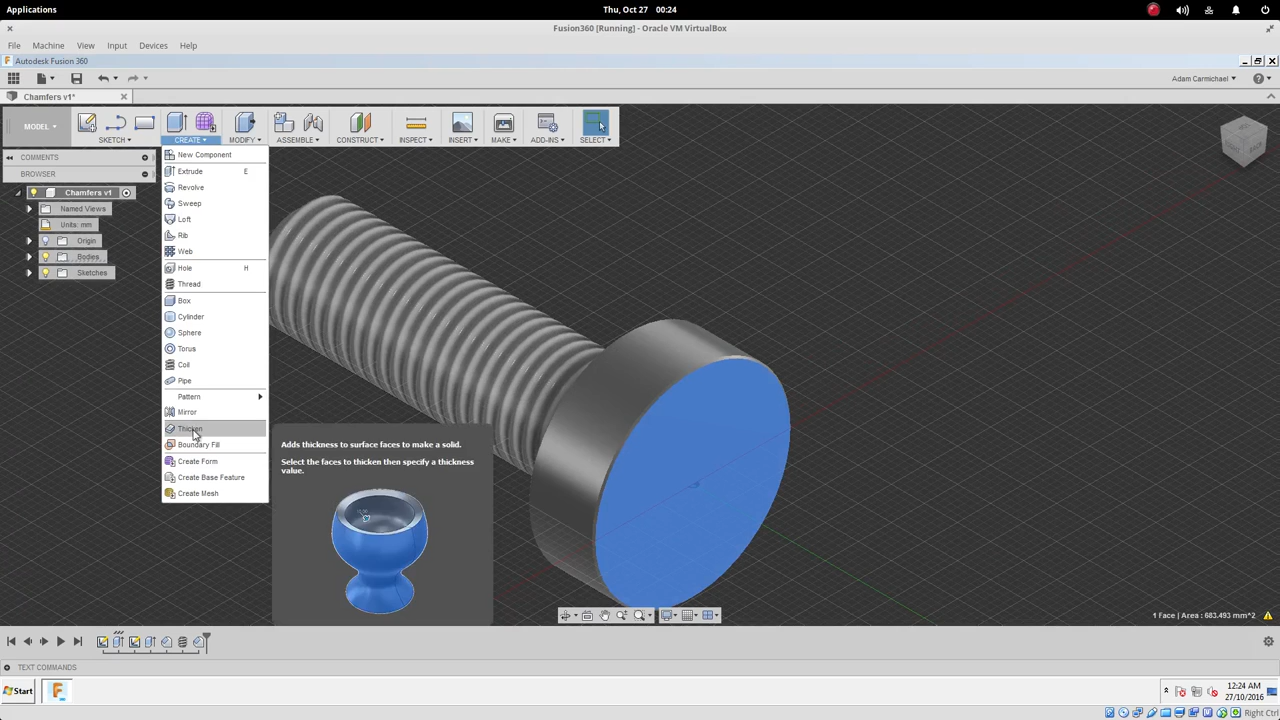 Applications
Thu, Oct 27 00:24
Fusion360 [Running] - Oracle VM VirtualBox
File Machine View Input Devices Help
Autodesk Fusion 360
Adam Carmichael
Chamfers v1*
MODEL
SKETCH CREATE MODIFY ASSEMBLE CONSTRUCT INSPECT INSERT MAKE ADD-INS SELECT
COMMENTS
BROWSER
Chamfers v1
Named Views
Units: mm
Origin
Bodies
Sketches
New Component
Extrude E
Revolve
Sweep
Loft
Rib
Web
Hole H
Thread
Box
Cylinder
Sphere
Torus
Coil
Pipe
Pattern
Mirror
Thicken
Boundary Fill
Create Form
Create Base Feature
Create Mesh
Adds thickness to surface faces to make a solid.
Select the faces to thicken then specify a thickness
value.
1 Face | Area : 683.493 mm^2
TEXT COMMANDS
Start
12:24 AM
27/10/2016
Right Ctrl